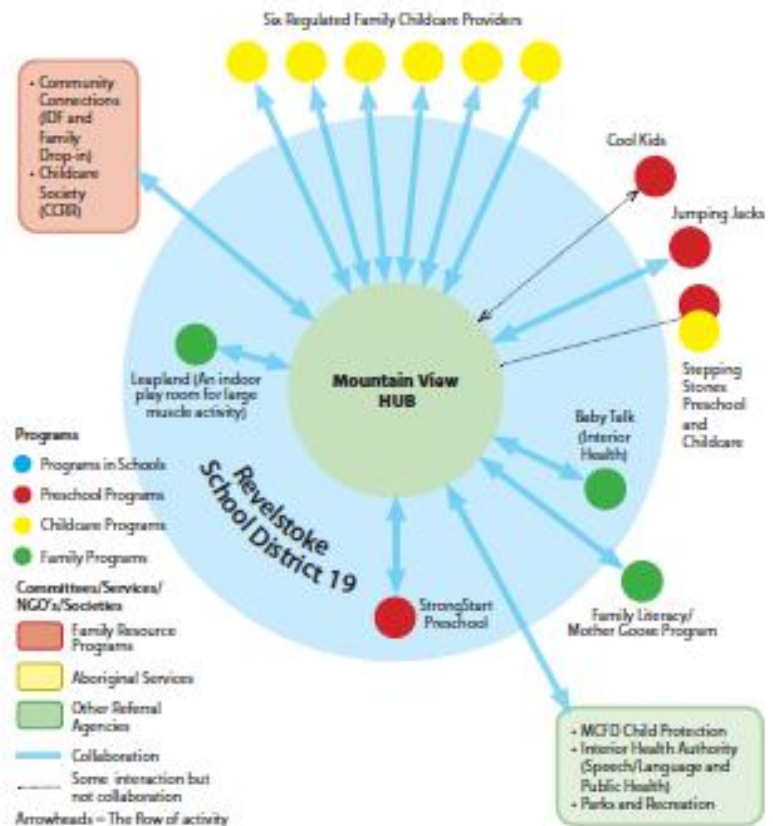 Six Regulated Family Childcare Providers
• Community
Connections
(IDF and
Family
Drop-in)
• Childcare
Society
(CCRR)
Cool Kids
Jumping Jacks
Stepping
Stones
Preschool
and
Childcare
Leapland (An indoor
play room for large
muscle activity)
Mountain View
HUB
Baby Talk
(Interior
Health)
Revelstoke
School District 19
StrongStart
Preschool
Family Literacy/
Mother Goose Program
Programs
Programs in Schools
Preschool Programs
Childcare Programs
Family Programs
Committees/Services/
NGO's/Societies
Family Resource
Programs
Aboriginal Services
Other Referral
Agencies
Collaboration
Some interaction but
not collaboration
Arrowheads = The flow of activity
• MCFD Child Protection
• Interior Health Authority
(Speech/Language and
Public Health)
• Parks and Recreation